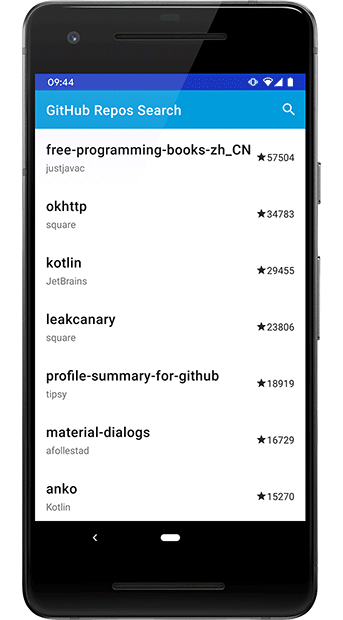 09:44
GitHub Repos Search
free-programming-books-zh_CN
★57504
justjavac
okhttp
★34783
square
kotlin
★29455
JetBrains
leakcanary
★23806
square
profile-summary-for-github
★18919
tipsy
material-dialogs
★16729
afollestad
anko
★15270
Kotlin